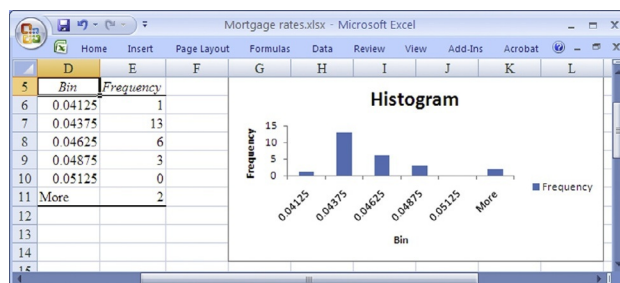 Mortgage rates.xlsx - Microsoft Excel
Home Insert Page Layout Formulas Data Review View Add-Ins Acrobat
D E F G H I J K L
5 Bin Frequency
6 0.04125 1
7 0.04375 13
8 0.04625 6
9 0.04875 3
10 0.05125 0
11 More 2
12
13
14
15
Histogram
Frequency
15
10
5
0
0.04125 0.04375 0.04625 0.04875 0.05125 More
Bin
Frequency